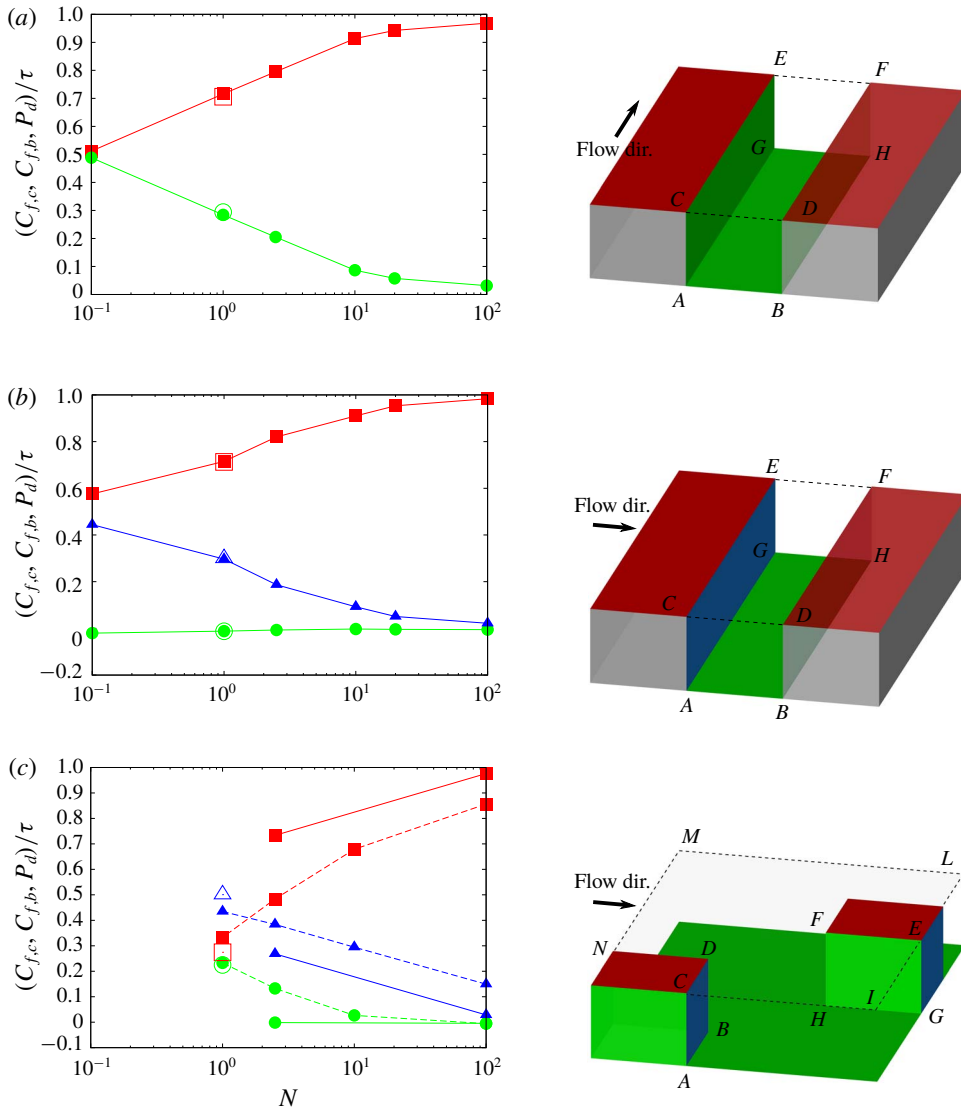 (a)
1.0
0.9
0.8
0.7
0.6
0.5
0.4
0.3
0.2
0.1
0
(C_{f,c}, C_{f,b}, P_d)/τ
10^{-1} 10^0 10^1 10^2
E
F
Flow dir.
G
H
C
D
A
B
(b)
1.0
0.8
0.6
0.4
0.2
0
−0.2
(C_{f,c}, C_{f,b}, P_d)/τ
10^{-1} 10^0 10^1 10^2
E
F
Flow dir.
G
H
C
D
A
B
(c)
1.0
0.9
0.8
0.7
0.6
0.5
0.4
0.3
0.2
0.1
0
−0.1
((C_{f,c}, C_{f,b}, P_d)/τ
10^{-1} 10^0 10^1 10^2
N
M
L
Flow dir.
F
E
N
D
C
I
B
H
G
A